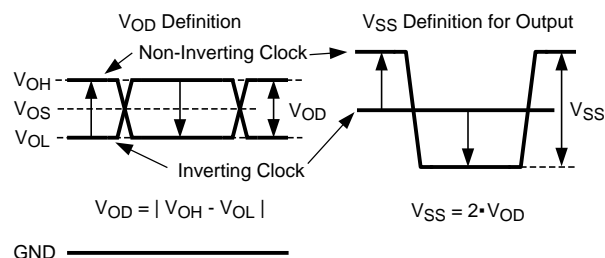 VOD Definition
VSS Definition for Output
Non-Inverting Clock
VOH
VOS
VOL
VOD
VSS
Inverting Clock
VOD = | VOH - VOL |
VSS = 2·VOD
GND